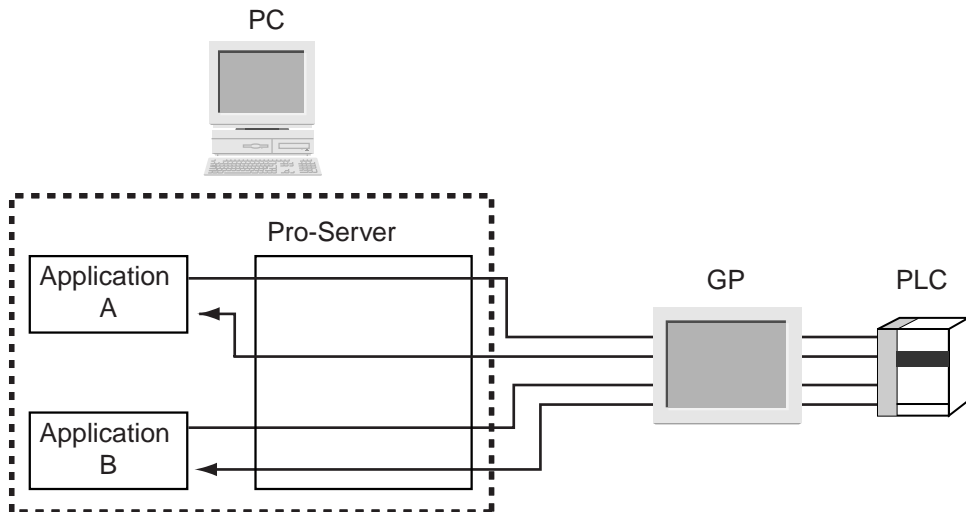 PC
Pro-Server
Application
A
GP
PLC
Application
B